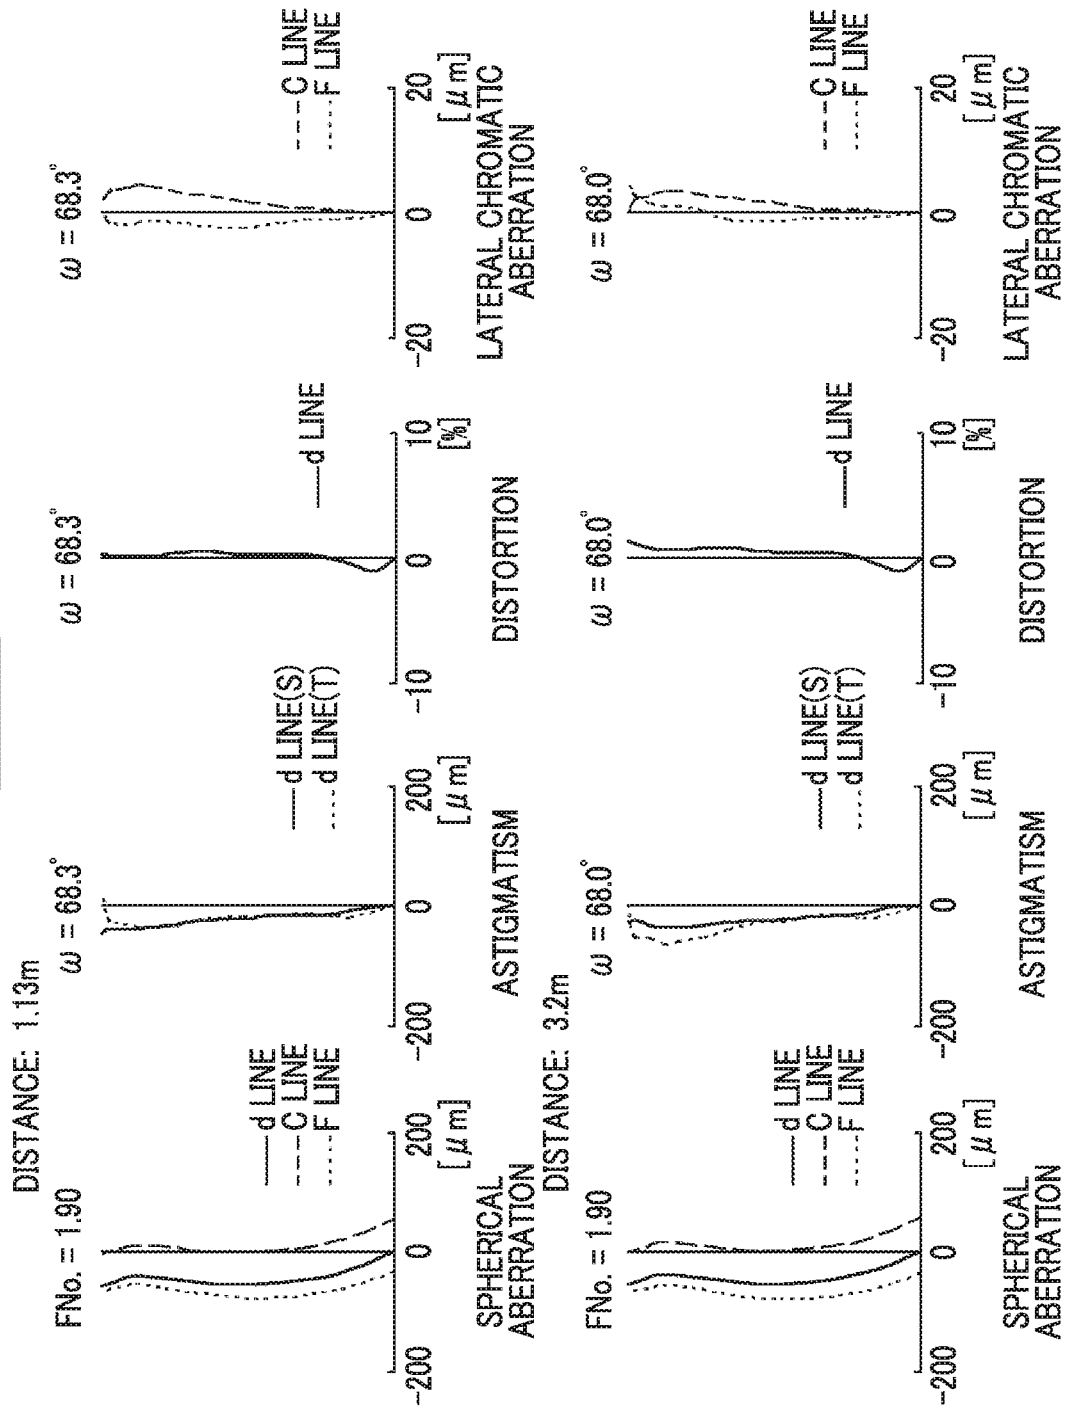 DISTANCE: 1.13m
FNo. = 1.90
d LINE
C LINE
F LINE
-200
0
200
[μm]
SPHERICAL
ABERRATION
ω = 68.3°
d LINE(S)
d LINE(T)
-200
0
200
[μm]
ASTIGMATISM
ω = 68.3°
d LINE
-10
0
10
[%]
DISTORTION
ω = 68.3°
C LINE
F LINE
-20
0
20
[μm]
LATERAL CHROMATIC
ABERRATION
DISTANCE: 3.2m
FNo. = 1.90
d LINE
C LINE
F LINE
-200
0
200
[μm]
SPHERICAL
ABERRATION
ω = 68.0°
d LINE(S)
d LINE(T)
-200
0
200
[μm]
ASTIGMATISM
ω = 68.0°
d LINE
-10
0
10
[%]
DISTORTION
ω = 68.0°
C LINE
F LINE
-20
0
20
[μm]
LATERAL CHROMATIC
ABERRATION